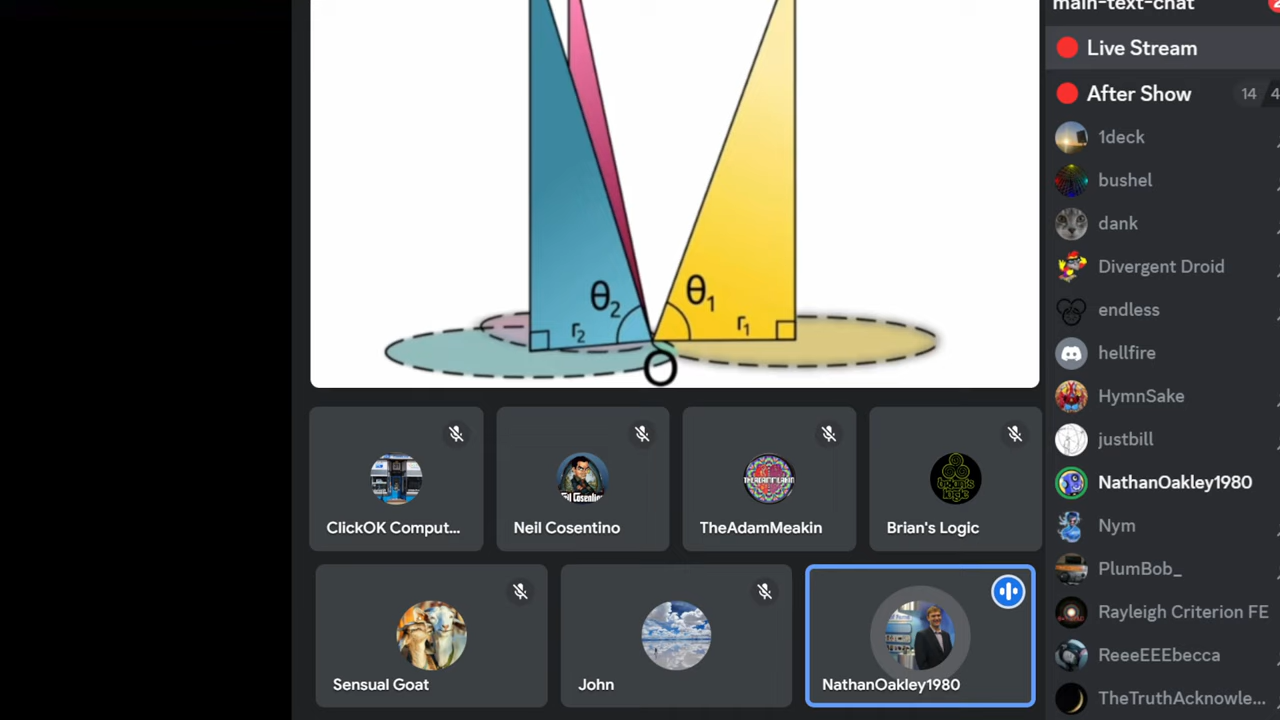 main-text-chat
Live Stream
After Show 14
1deck
bushel
dank
Divergent Droid
endless
hellfire
HymnSake
justbill
NathanOakley1980
Nym
PlumBob_
Rayleigh Criterion FE
ReeeEEEbecca
TheTruthAcknowle...
θ2
θ1
r2
r1
O
ClickOK Comput...
Neil Cosentino
TheAdamMeakin
Brian's Logic
Sensual Goat
John
NathanOakley1980